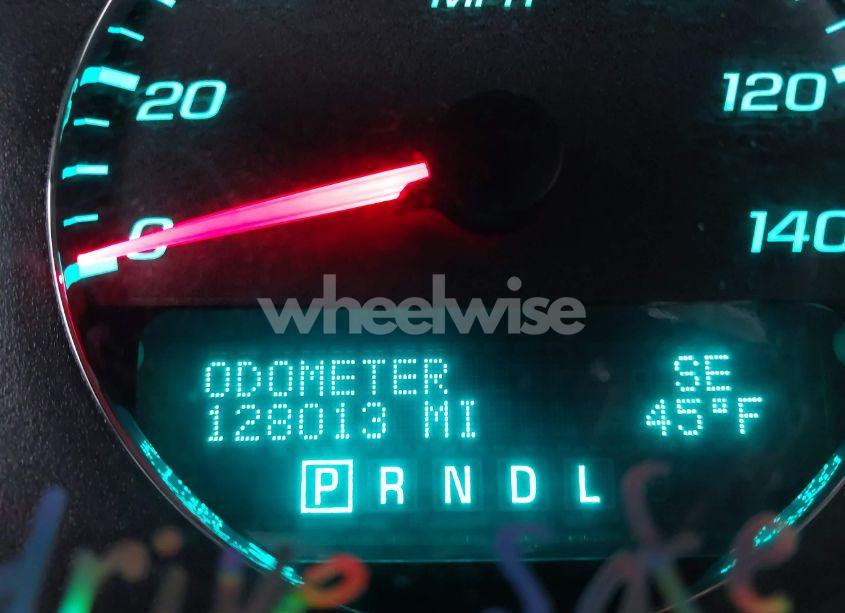 MPH
20
120
0
140
wheelwise
ODOMETER SE
128013 MI 45°F
P R N D L
Drive Safe